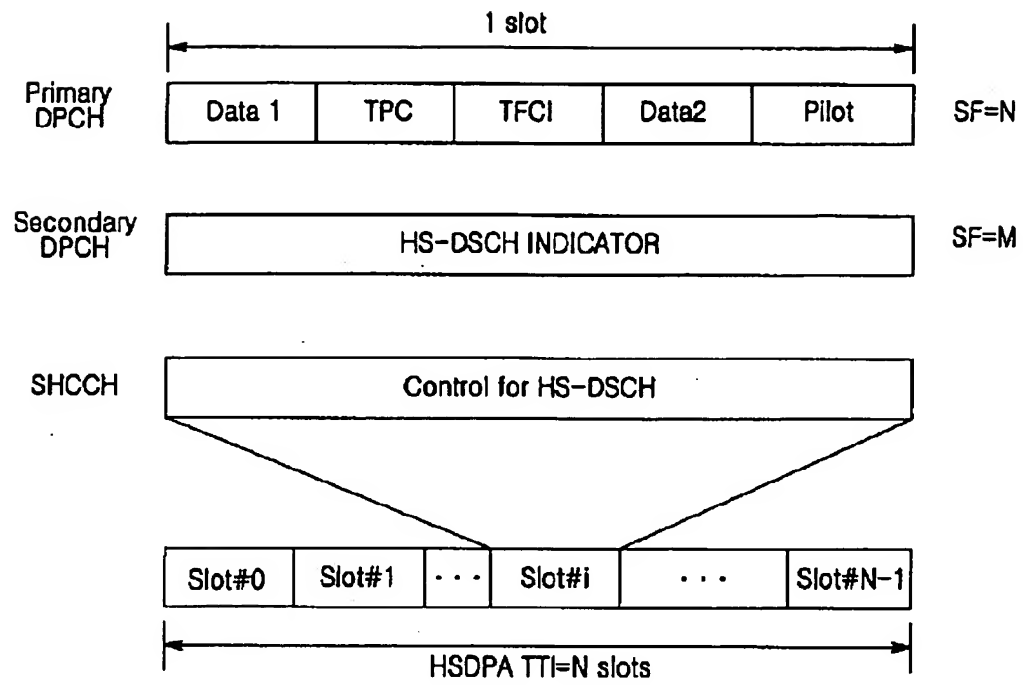 1 slot
Primary
DPCH
Data 1 TPC TFCI Data2 Pilot SF=N
Secondary
DPCH
HS-DSCH INDICATOR SF=M
SHCCH Control for HS-DSCH
Slot#0 Slot#1 ··· Slot#i ··· Slot#N-1
HSDPA TTI=N slots